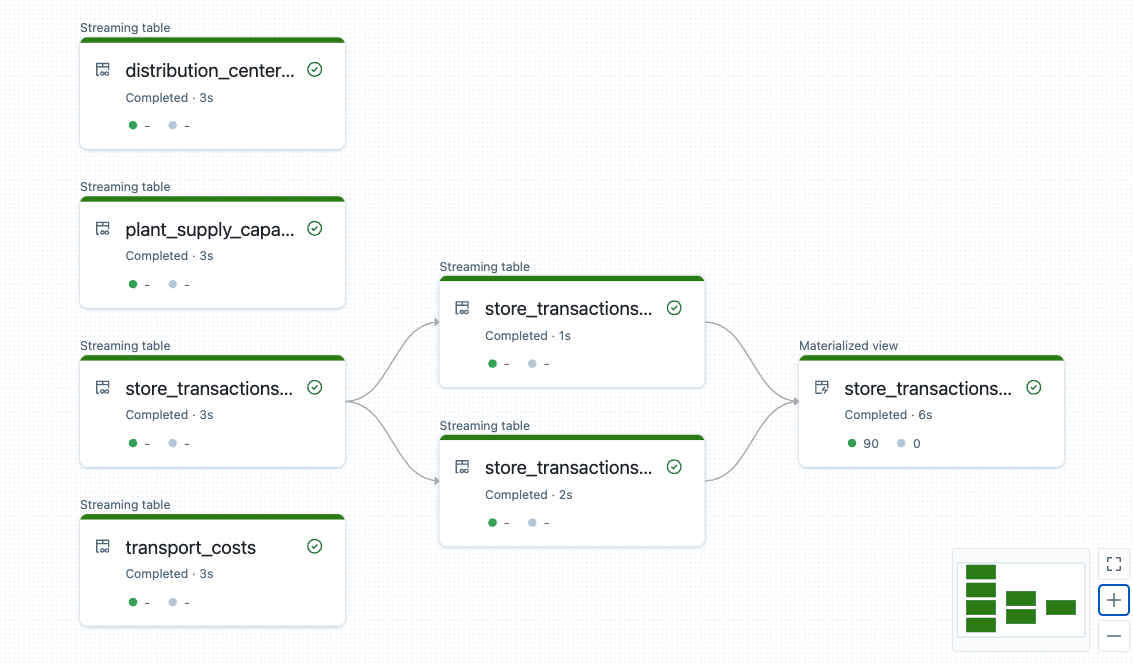 Streaming table
distribution_center...
Completed · 3s
- -
Streaming table
plant_supply_capa...
Completed · 3s
- -
Streaming table
store_transactions...
Completed · 3s
- -
Streaming table
transport_costs
Completed · 3s
- -
Streaming table
store_transactions...
Completed · 1s
- -
Streaming table
store_transactions...
Completed · 2s
- -
Materialized view
store_transactions...
Completed · 6s
90 0